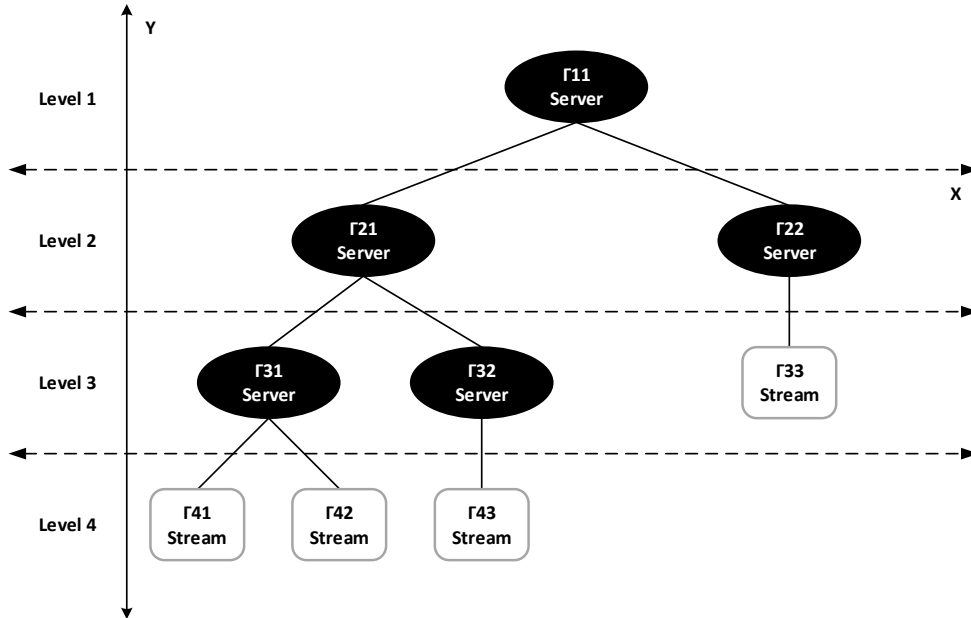 Y
Γ11
Server
Level 1
X
Level 2
Γ21
Server
Γ22
Server
Level 3
Γ31
Server
Γ32
Server
Γ33
Stream
Level 4
Γ41
Stream
Γ42
Stream
Γ43
Stream